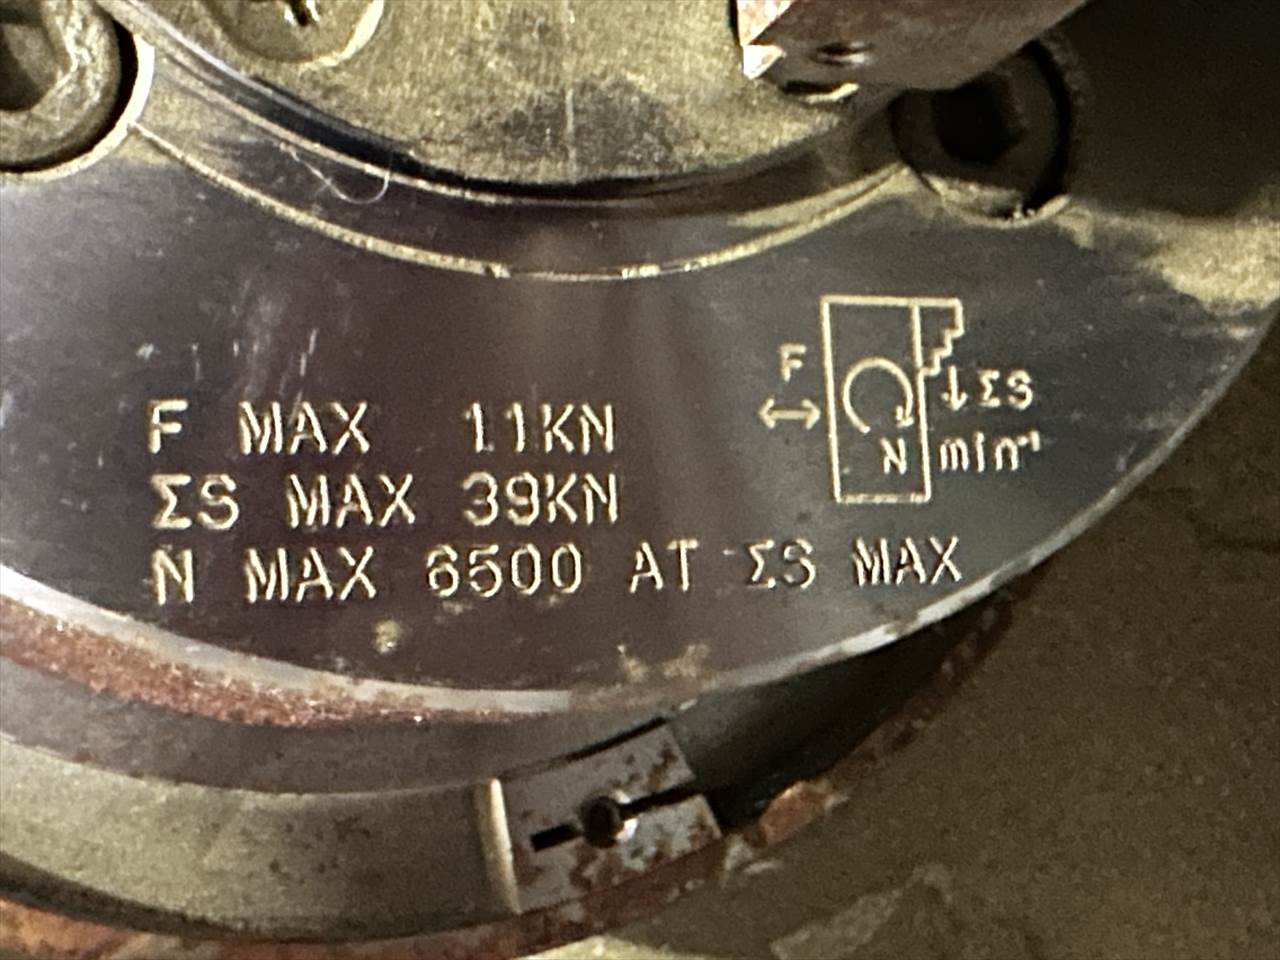 F
ΣS
N min⁻¹
F MAX 11KN
ΣS MAX 39KN
N MAX 6500 AT ΣS MAX